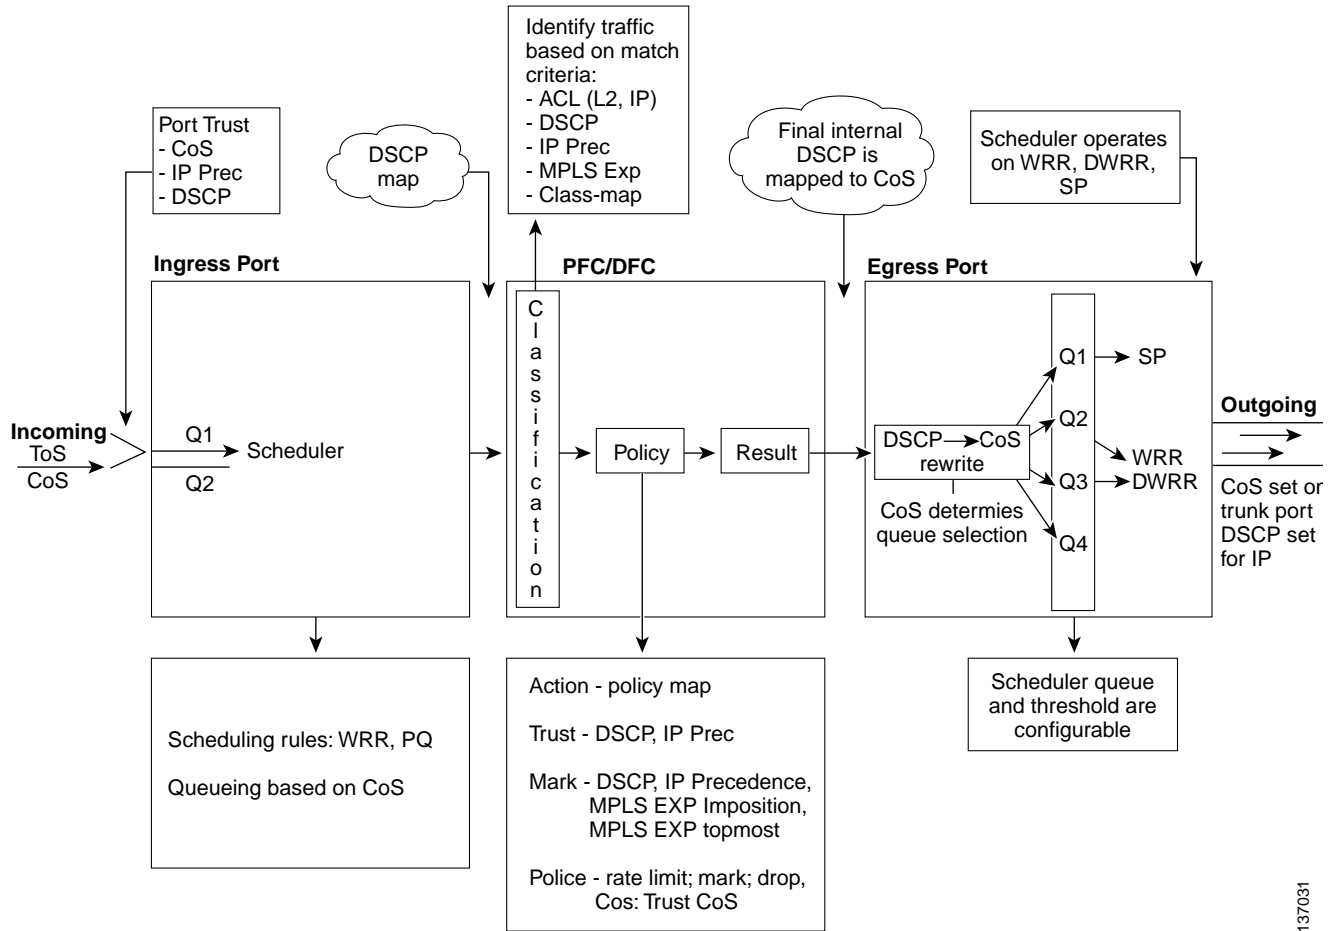 Identify traffic
based on match
criteria:
- ACL (L2, IP)
- DSCP
- IP Prec
- MPLS Exp
- Class-map
Port Trust
- CoS
- IP Prec
- DSCP
DSCP
map
Final internal
DSCP is
mapped to CoS
Scheduler operates
on WRR, DWRR,
SP
Ingress Port
PFC/DFC
Egress Port
Incoming
ToS
CoS
Q1
Q2
Scheduler
Classification
Policy
Result
DSCP CoS
rewrite
CoS determies
queue selection
Q1
Q2
Q3
Q4
SP
WRR
DWRR
Outgoing
CoS set on
trunk port
DSCP set
for IP
Scheduling rules: WRR, PQ
Queueing based on CoS
Action - policy map
Trust - DSCP, IP Prec
Mark - DSCP, IP Precedence,
MPLS EXP Imposition,
MPLS EXP topmost
Police - rate limit; mark; drop,
Cos: Trust CoS
Scheduler queue
and threshold are
configurable
137031